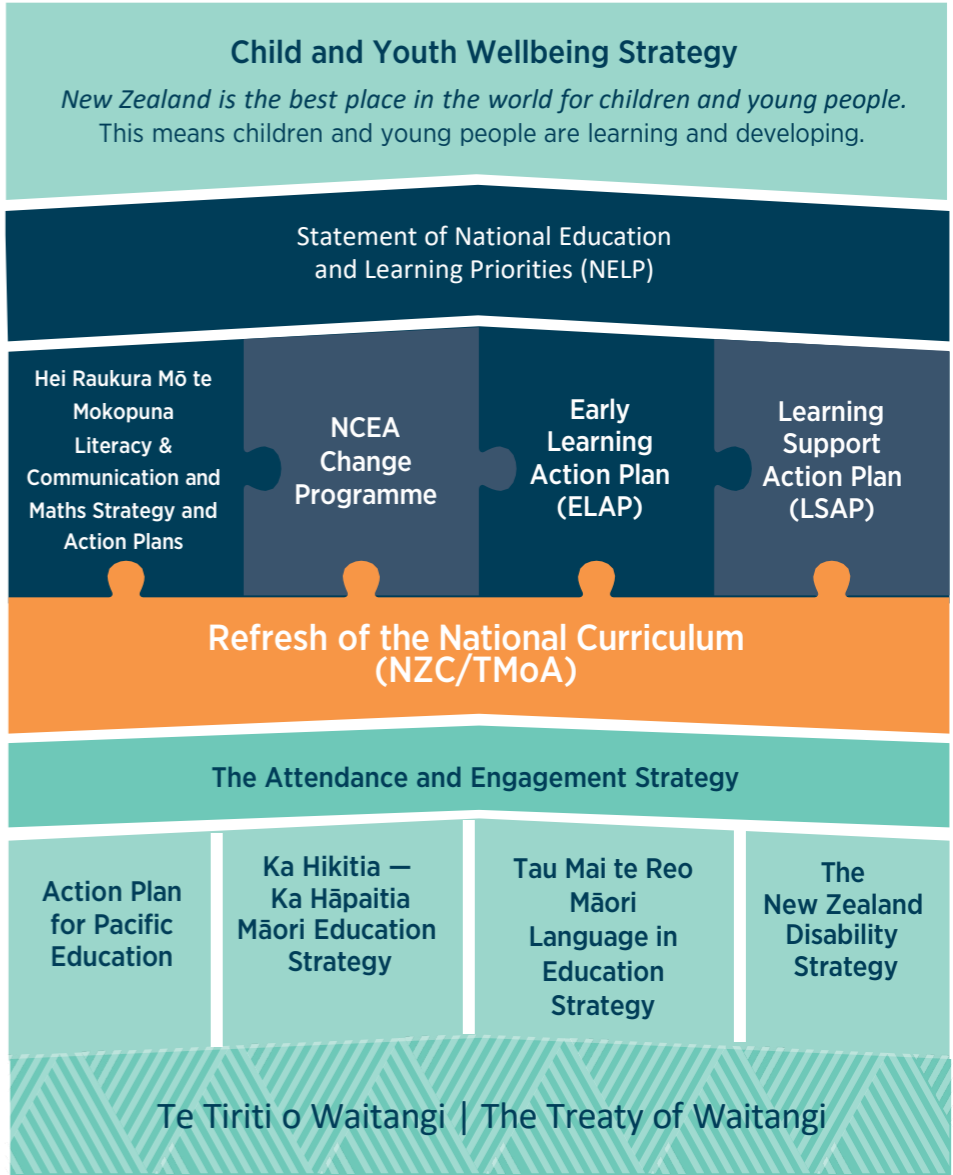 Child and Youth Wellbeing Strategy
New Zealand is the best place in the world for children and young people.
This means children and young people are learning and developing.
Statement of National Education
and Learning Priorities (NELP)
Hei Raukura Mō te
Mokopuna
Literacy &
Communication and
Maths Strategy and
Action Plans
NCEA
Change
Programme
Early
Learning
Action Plan
(ELAP)
Learning
Support
Action Plan
(LSAP)
Refresh of the National Curriculum
(NZC/TMoA)
The Attendance and Engagement Strategy
Action Plan
for Pacific
Education
Ka Hikitia —
Ka Hāpaitia
Māori Education
Strategy
Tau Mai te Reo
Māori
Language in
Education
Strategy
The
New Zealand
Disability
Strategy
Te Tiriti o Waitangi | The Treaty of Waitangi